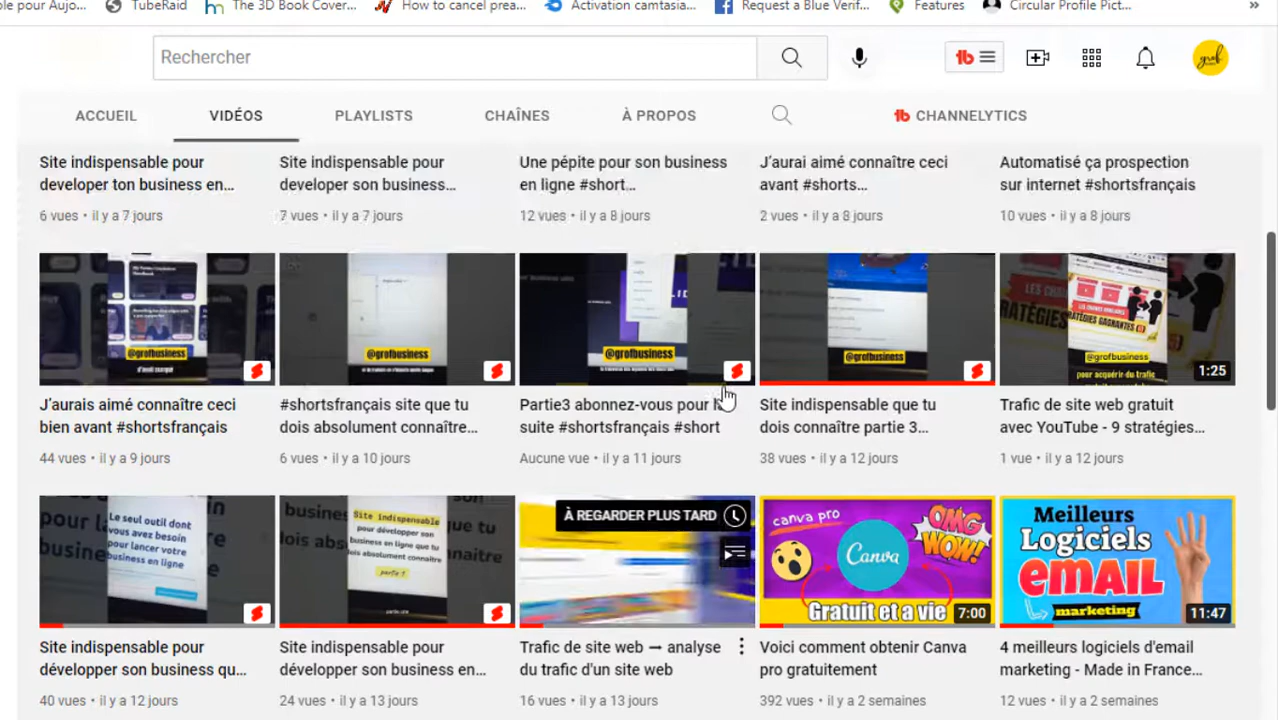 ble pour Aujo... TubeRaid The 3D Book Cover... How to cancel prea... Activation camtasia... Request a Blue Verif... Features Circular Profile Pict... »
Rechercher
ACCUEIL VIDÉOS PLAYLISTS CHAÎNES À PROPOS CHANNELYTICS
Site indispensable pour
developer ton business en...
6 vues • il y a 7 jours
Site indispensable pour
developer son business...
7 vues • il y a 7 jours
Une pépite pour son business
en ligne #short...
12 vues • il y a 8 jours
J'aurai aimé connaître ceci
avant #shorts...
2 vues • il y a 8 jours
Automatisé ça prospection
sur internet #shortsfrançais
10 vues • il y a 8 jours
@grofbusiness
d'avoir marqué
J'aurais aimé connaître ceci
bien avant #shortsfrançais
44 vues • il y a 9 jours
@grofbusiness
#shortsfrançais site que tu
dois absolument connaître...
6 vues • il y a 10 jours
@grofbusiness
Partie3 abonnez-vous pour
suite #shortsfrançais #short
Aucune vue • il y a 11 jours
@grofbusiness
Site indispensable que tu
dois connaître partie 3...
38 vues • il y a 12 jours
@grofbusiness
pour acquérir du trafic
1:25
Trafic de site web gratuit
avec YouTube - 9 stratégies...
1 vue • il y a 12 jours
Le seul outil dont
vous avez besoin
pour lancer votre
business en ligne
Site indispensable pour
développer son business qu...
40 vues • il y a 12 jours
Site indispensable
pour développer son
business en ligne que tu
dois absolument connaitre
partie 1
Site indispensable pour
développer son business en...
24 vues • il y a 13 jours
À REGARDER PLUS TARD
Trafic de site web — analyse
du trafic d'un site web
16 vues • il y a 13 jours
canva pro
OMG
WOW!
Canva
Gratuit et a vie
7:00
Voici comment obtenir Canva
pro gratuitement
392 vues • il y a 2 semaines
Meilleurs
Logiciels
EMAIL
marketing
11:47
4 meilleurs logiciels d'email
marketing - Made in France...
12 vues • il y a 2 semaines